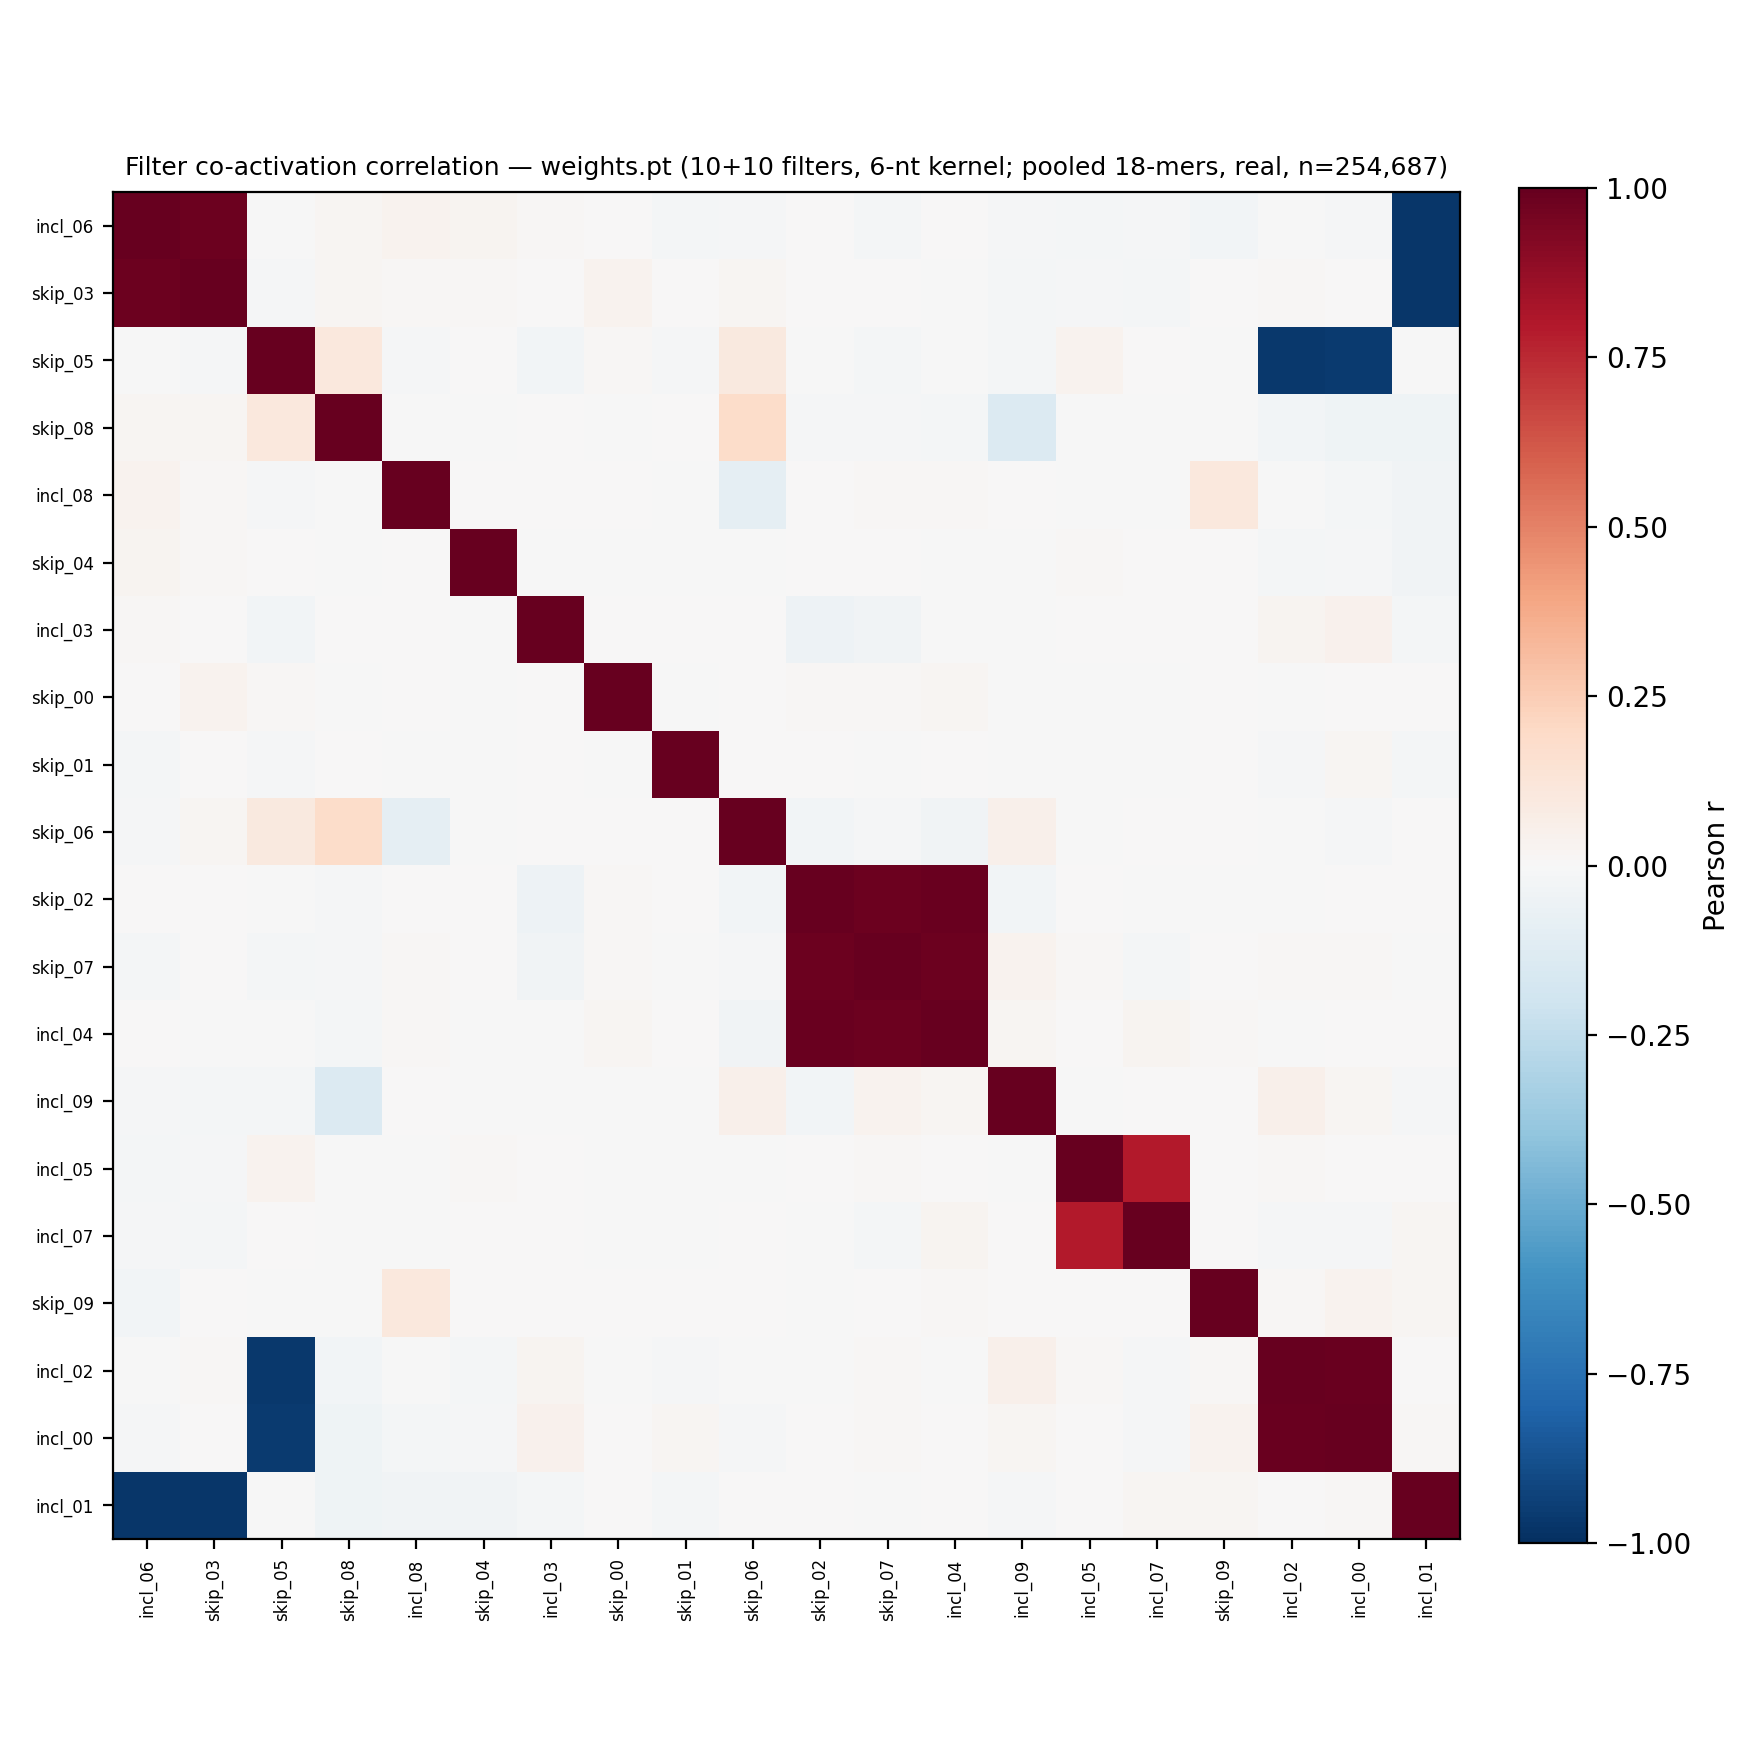 Filter co-activation correlation — weights.pt (10+10 filters, 6-nt kernel; pooled 18-mers, real, n=254,687)
incl_06
skip_03
skip_05
skip_08
incl_08
skip_04
incl_03
skip_00
skip_01
skip_06
skip_02
skip_07
incl_04
incl_09
incl_05
incl_07
skip_09
incl_02
incl_00
incl_01
incl_06
skip_03
skip_05
skip_08
incl_08
skip_04
incl_03
skip_00
skip_01
skip_06
skip_02
skip_07
incl_04
incl_09
incl_05
incl_07
skip_09
incl_02
incl_00
incl_01
1.00
0.75
0.50
0.25
0.00
−0.25
−0.50
−0.75
−1.00
Pearson r